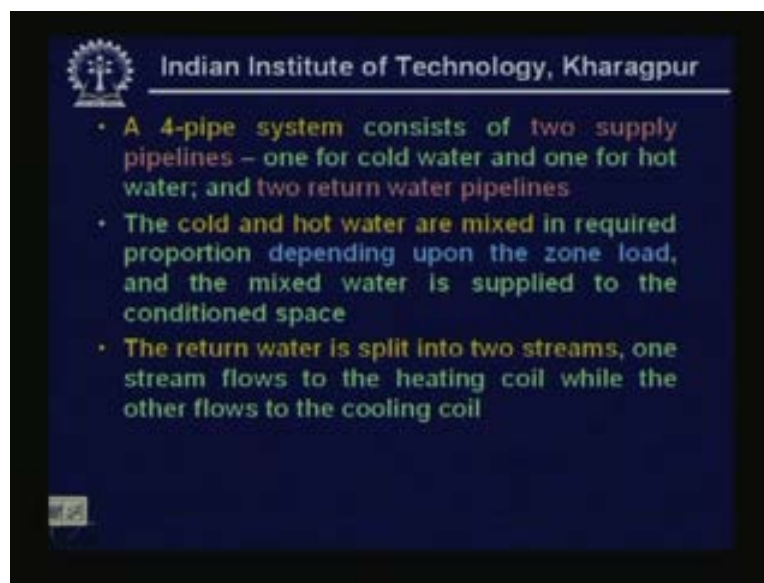 Indian Institute of Technology, Kharagpur
• A 4-pipe system consists of two supply
pipelines – one for cold water and one for hot
water; and two return water pipelines
• The cold and hot water are mixed in required
proportion depending upon the zone load,
and the mixed water is supplied to the
conditioned space
• The return water is split into two streams, one
stream flows to the heating coil while the
other flows to the cooling coil